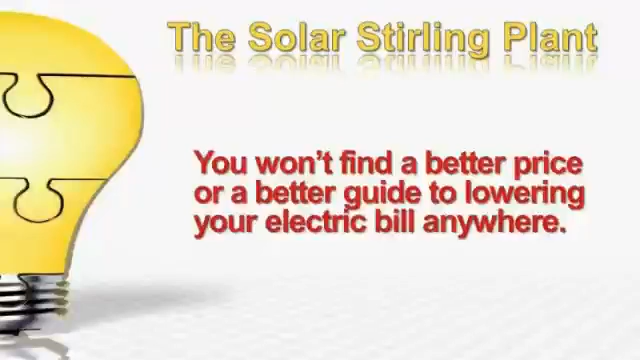 The Solar Stirling Plant
You won't find a better price
or a better guide to lowering
your electric bill anywhere.